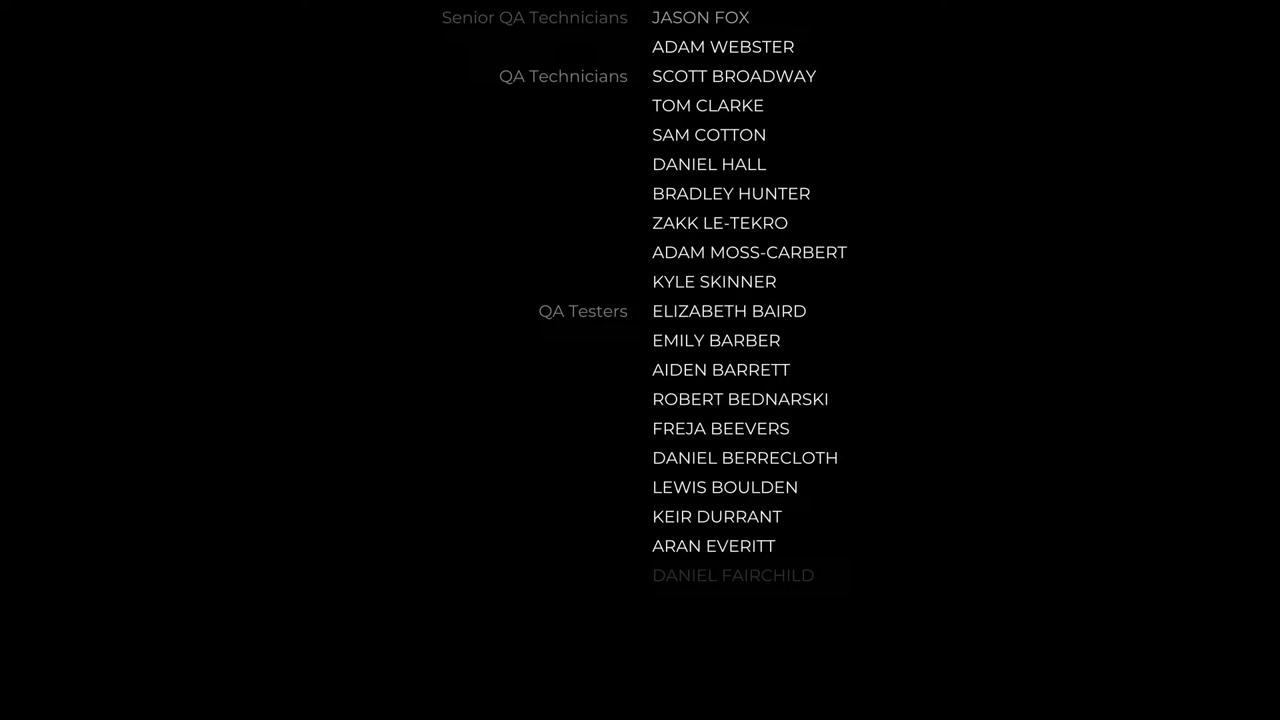 Senior QA Technicians JASON FOX
ADAM WEBSTER
QA Technicians SCOTT BROADWAY
TOM CLARKE
SAM COTTON
DANIEL HALL
BRADLEY HUNTER
ZAKK LE-TEKRO
ADAM MOSS-CARBERT
KYLE SKINNER
QA Testers ELIZABETH BAIRD
EMILY BARBER
AIDEN BARRETT
ROBERT BEDNARSKI
FREJA BEEVERS
DANIEL BERRECLOTH
LEWIS BOULDEN
KEIR DURRANT
ARAN EVERITT
DANIEL FAIRCHILD